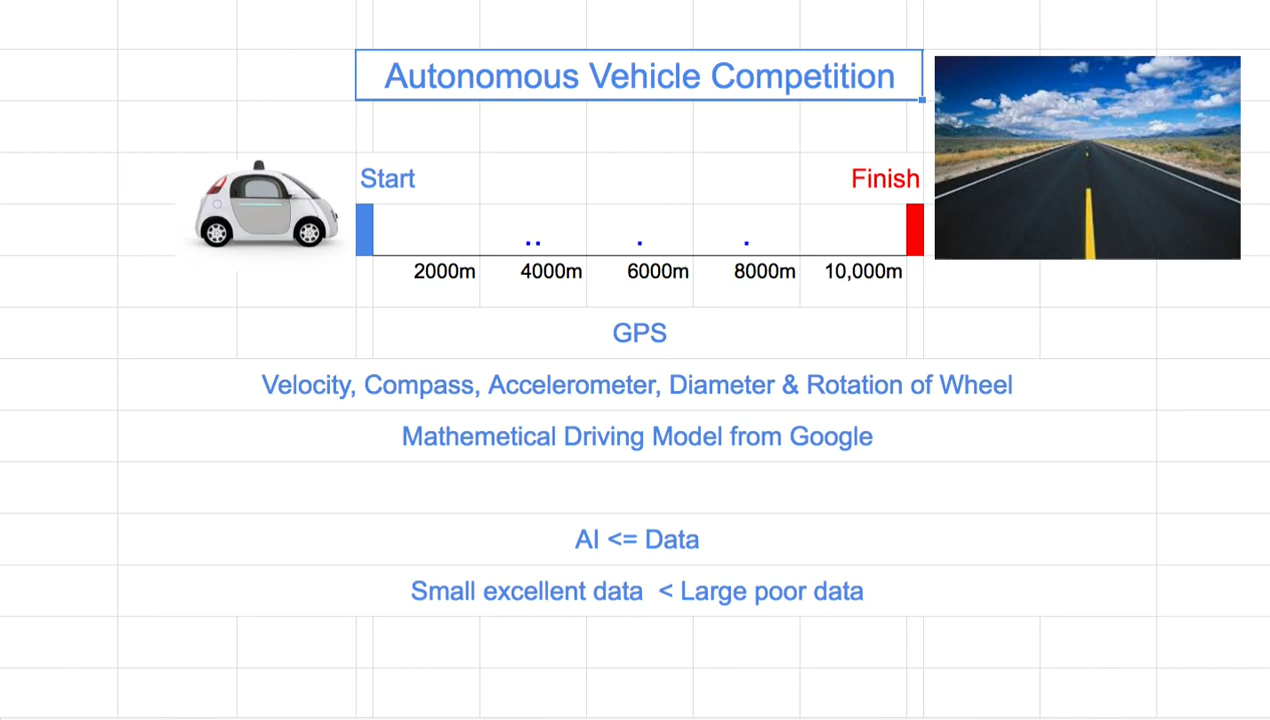 Autonomous Vehicle Competition
Start
Finish
2000m 4000m 6000m 8000m 10,000m
GPS
Velocity, Compass, Accelerometer, Diameter & Rotation of Wheel
Mathemetical Driving Model from Google
AI <= Data
Small excellent data < Large poor data